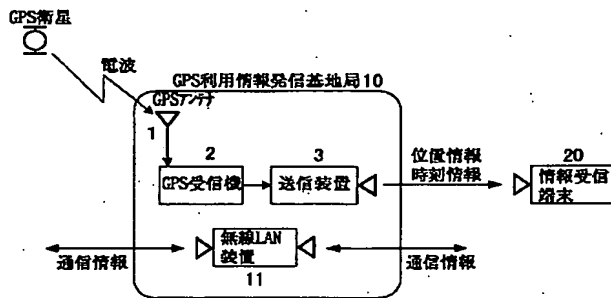 GPS衛星
電波
GPS利用情報発信基地局10
GPSアンテナ
1
2
3
20
GPS受信機
送信装置
位置情報
時刻情報
情報受信
端末
無線LAN
装置
11
通信情報
通信情報